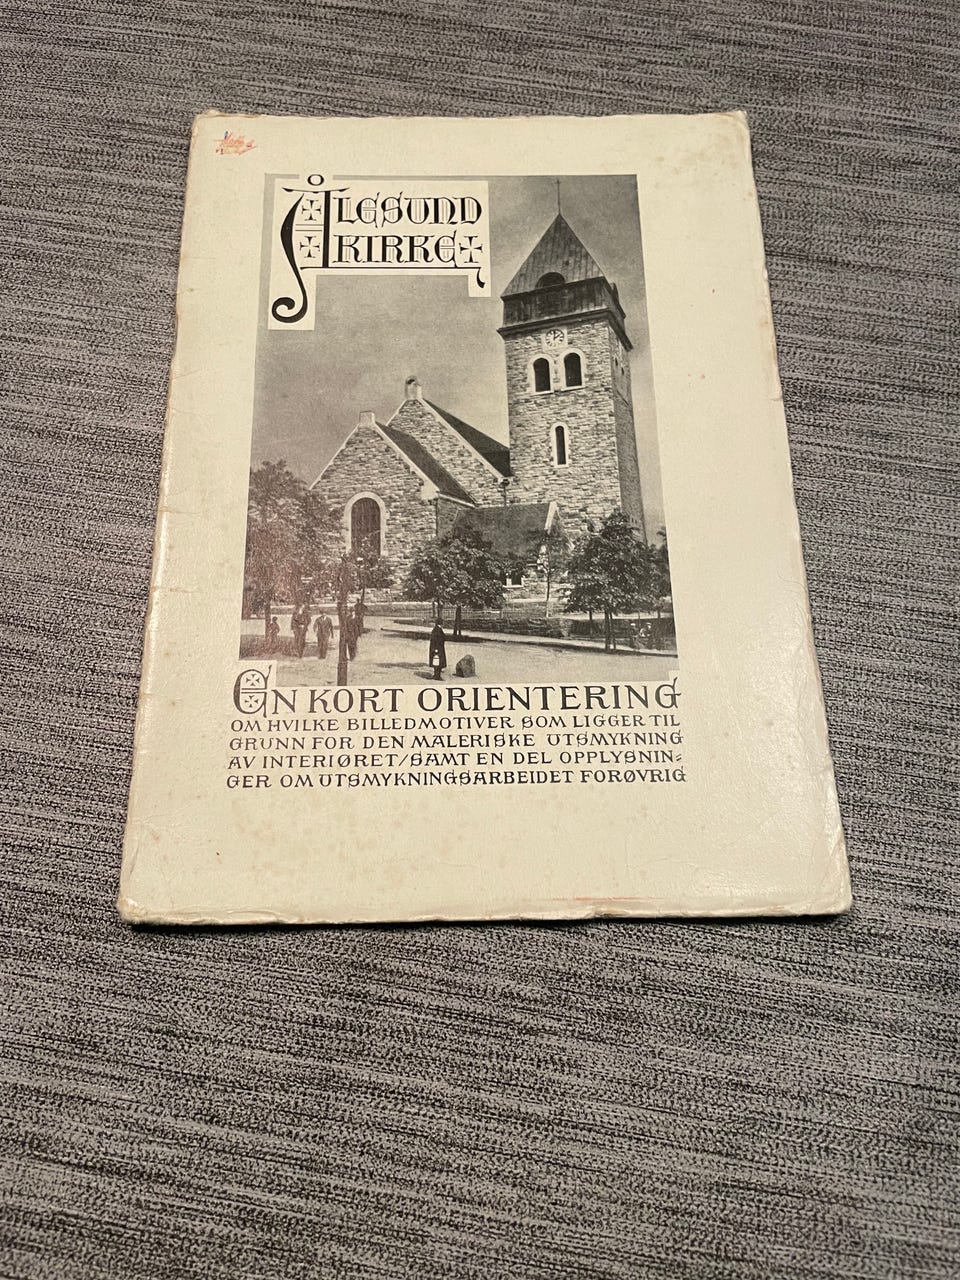 ÅLESUND
KIRKE
EN KORT ORIENTERING
OM HVILKE BILLEDMOTIVER SOM LIGGER TIL
GRUNN FOR DEN MALERISKE UTSMYKNING
AV INTERIØRET/SAMT EN DEL OPPLYSNIN=
GER OM UTSMYKNINGSARBEIDET FORØVRIG